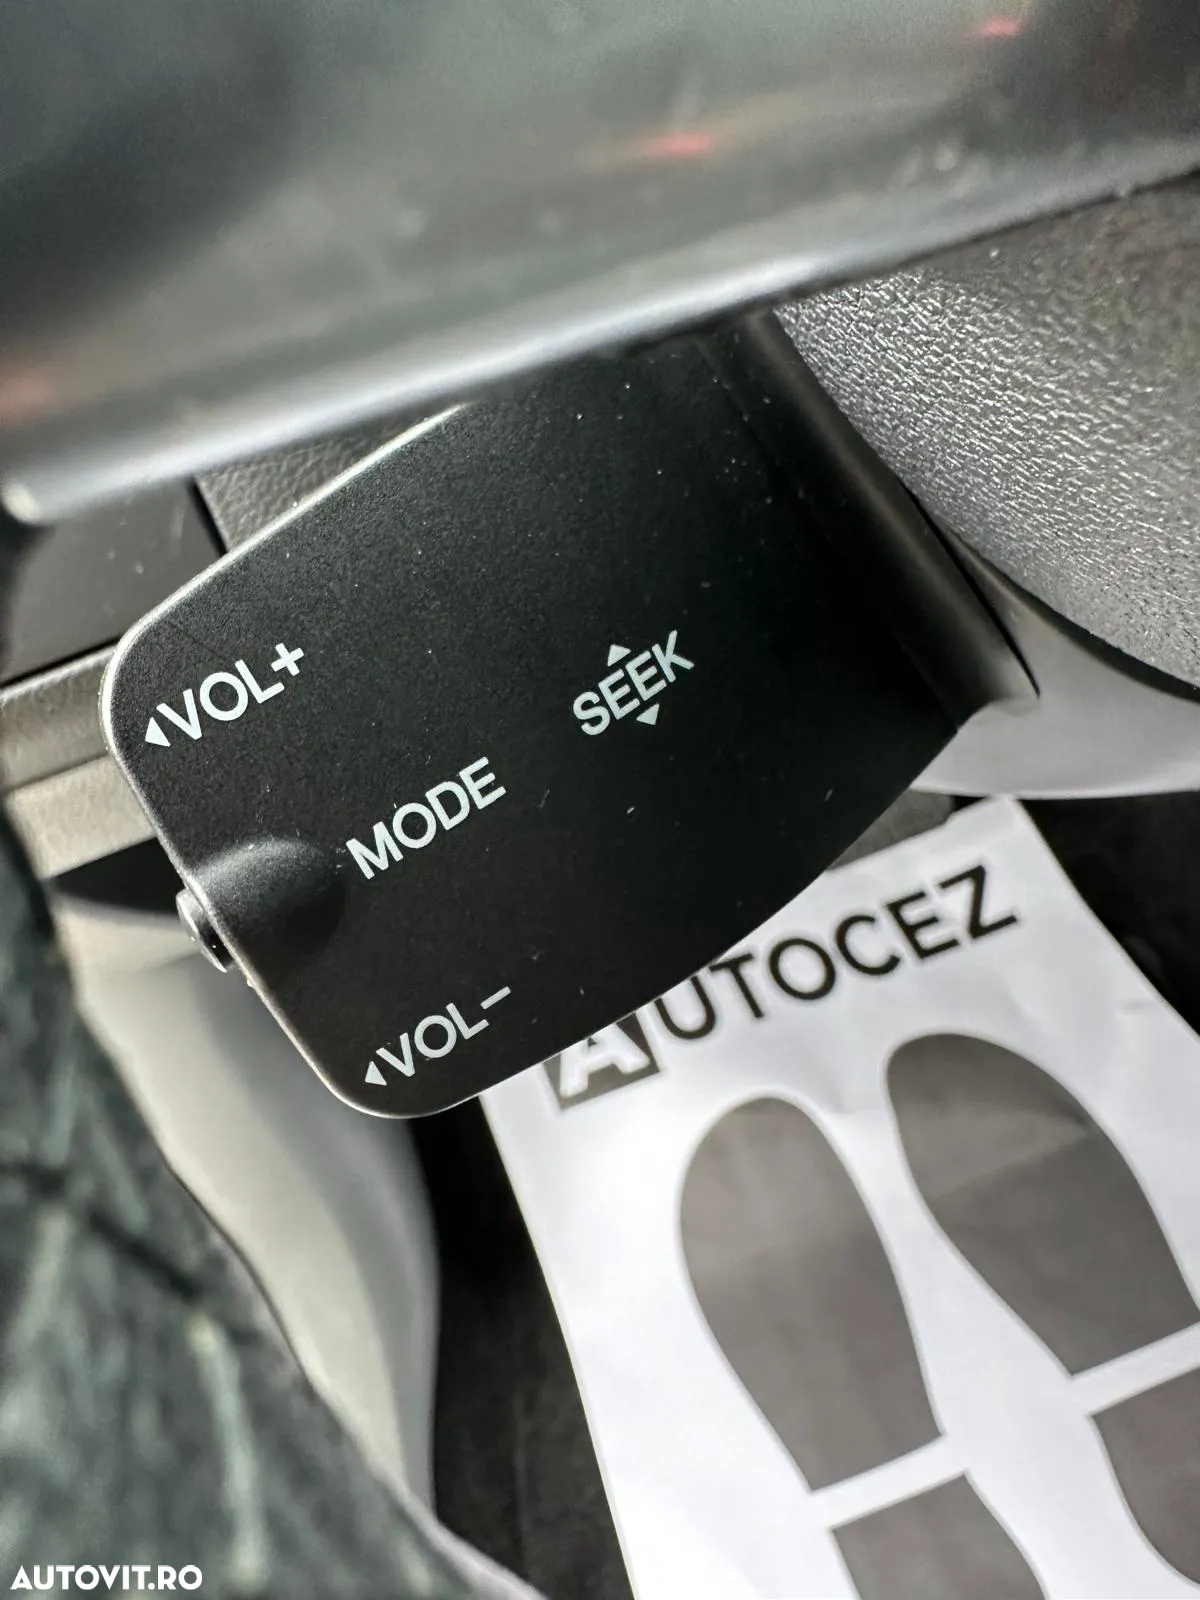 ◀VOL+
SEEK
MODE
◀VOL−
AUTOCEZ
AUTOVIT.RO